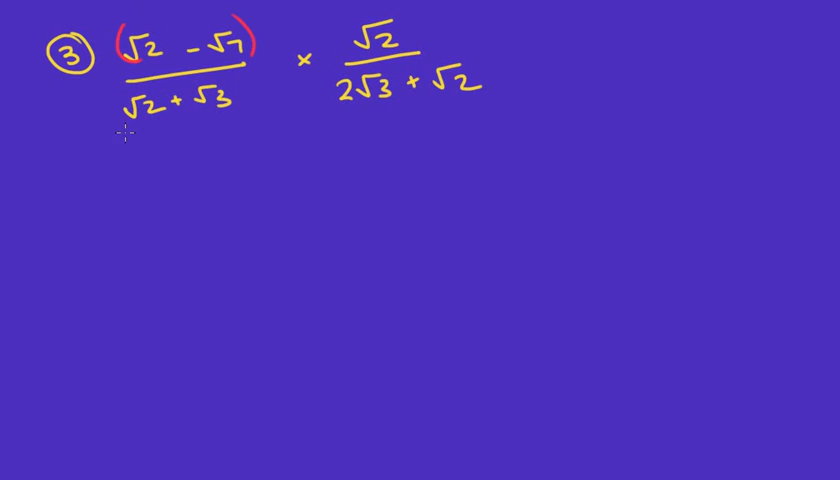 ③ (√2 - √7) / (√2 + √3) × √2 / (2√3 + √2)